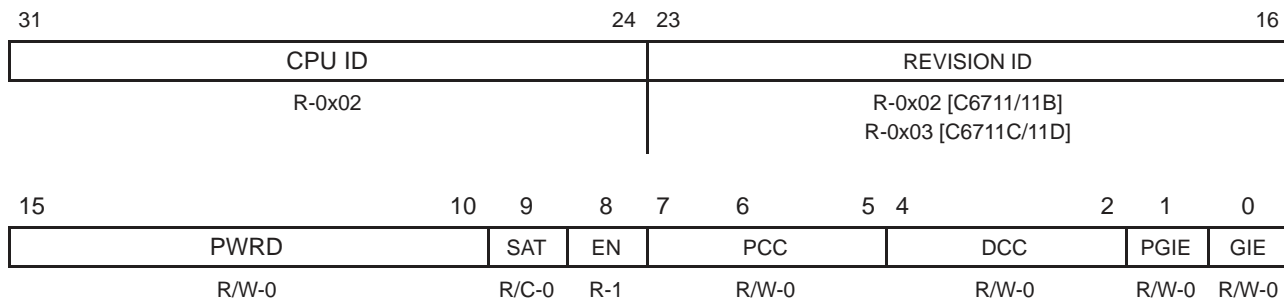 31 24 23 16
CPU ID REVISION ID
R-0x02 R-0x02 [C6711/11B]
R-0x03 [C6711C/11D]
15 10 9 8 7 6 5 4 2 1 0
PWRD SAT EN PCC DCC PGIE GIE
R/W-0 R/C-0 R-1 R/W-0 R/W-0 R/W-0 R/W-0